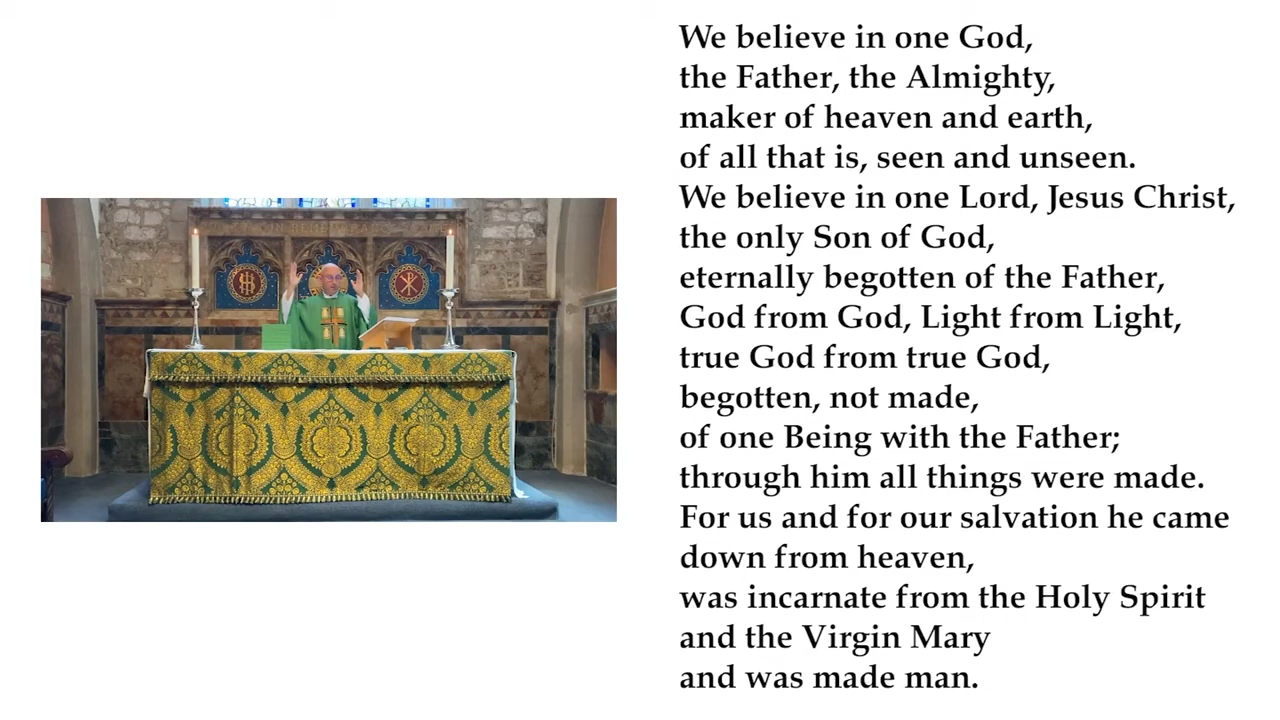 We believe in one God,
the Father, the Almighty,
maker of heaven and earth,
of all that is, seen and unseen.
We believe in one Lord, Jesus Christ,
the only Son of God,
eternally begotten of the Father,
God from God, Light from Light,
true God from true God,
begotten, not made,
of one Being with the Father;
through him all things were made.
For us and for our salvation he came
down from heaven,
was incarnate from the Holy Spirit
and the Virgin Mary
and was made man.